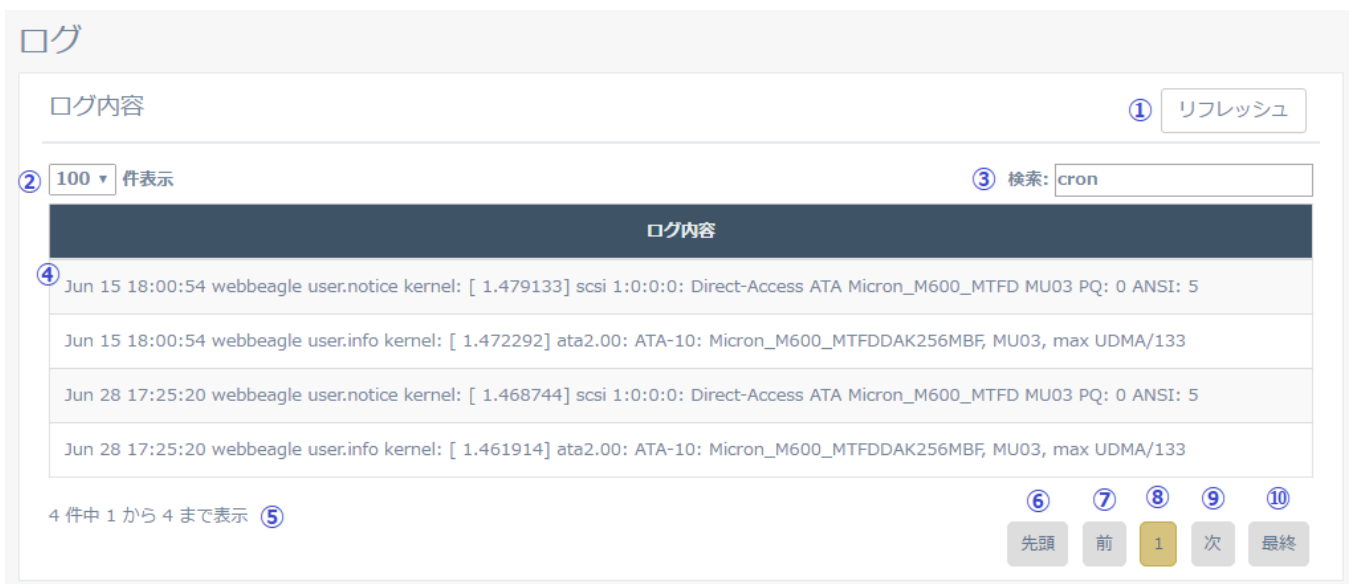 ログ
ログ内容
① リフレッシュ
② 100 ▾ 件表示
③ 検索: cron
ログ内容
④
Jun 15 18:00:54 webbeagle user.notice kernel: [ 1.479133] scsi 1:0:0:0: Direct-Access ATA Micron_M600_MTFD MU03 PQ: 0 ANSI: 5
Jun 15 18:00:54 webbeagle user.info kernel: [ 1.472292] ata2.00: ATA-10: Micron_M600_MTFDDAK256MBF, MU03, max UDMA/133
Jun 28 17:25:20 webbeagle user.notice kernel: [ 1.468744] scsi 1:0:0:0: Direct-Access ATA Micron_M600_MTFD MU03 PQ: 0 ANSI: 5
Jun 28 17:25:20 webbeagle user.info kernel: [ 1.461914] ata2.00: ATA-10: Micron_M600_MTFDDAK256MBF, MU03, max UDMA/133
4 件中 1 から 4 まで表示 ⑤
⑥ ⑦ ⑧ ⑨ ⑩
先頭 前 1 次 最終